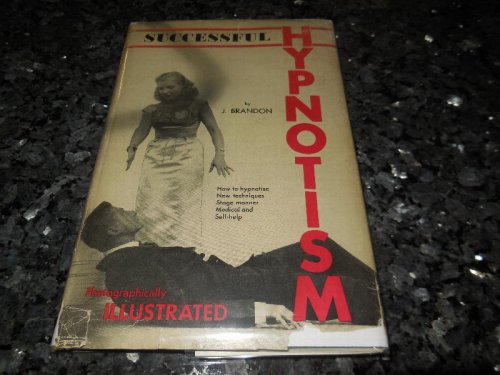 SUCCESSFUL
HYPNOTISM
by
J. BRANDON
How to hypnotise
New techniques
Stage manner
Medical and
Self-help
Photographically
ILLUSTRATED